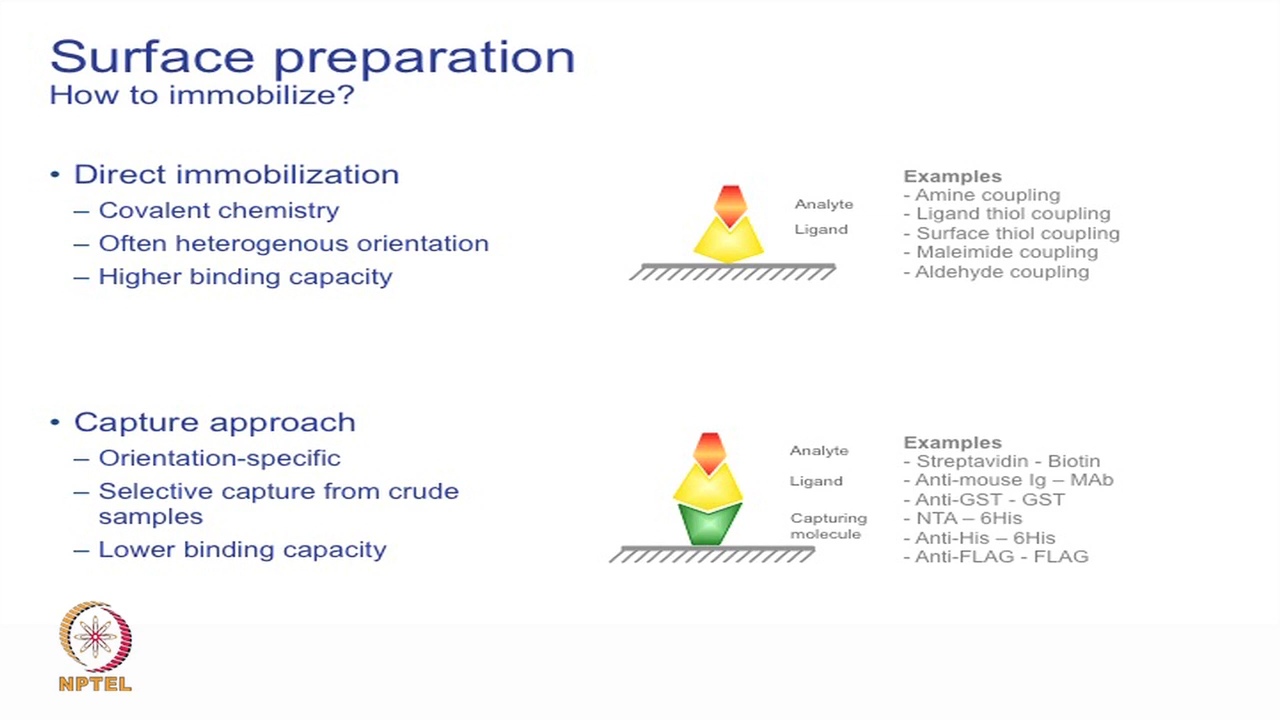 Surface preparation
How to immobilize?
• Direct immobilization
– Covalent chemistry
– Often heterogenous orientation
– Higher binding capacity
Analyte
Ligand
Examples
- Amine coupling
- Ligand thiol coupling
- Surface thiol coupling
- Maleimide coupling
- Aldehyde coupling
• Capture approach
– Orientation-specific
– Selective capture from crude
samples
– Lower binding capacity
Analyte
Ligand
Capturing
molecule
Examples
- Streptavidin - Biotin
- Anti-mouse Ig – MAb
- Anti-GST - GST
- NTA – 6His
- Anti-His – 6His
- Anti-FLAG - FLAG
NPTEL